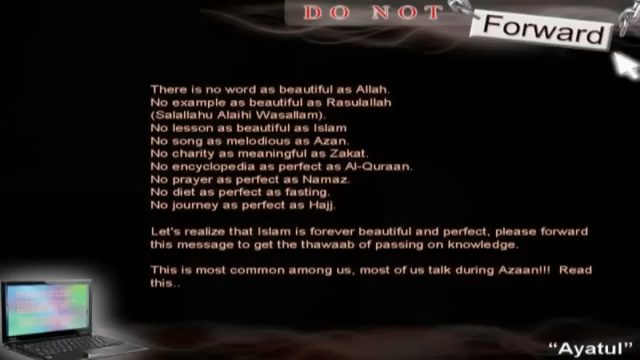 DO NOT
Forward
There is no word as beautiful as Allah.
No example as beautiful as Rasulallah
(Salallahu Alaihi Wasallam).
No lesson as beautiful as Islam
No song as melodious as Azan.
No charity as meaningful as Zakat.
No encyclopedia as perfect as Al-Quraan.
No prayer as perfect as Namaz.
No diet as perfect as fasting.
No journey as perfect as Hajj.
Let's realize that Islam is forever beautiful and perfect, please forward
this message to get the thawaab of passing on knowledge.
This is most common among us, most of us talk during Azaan!!! Read
this..
“Ayatul”